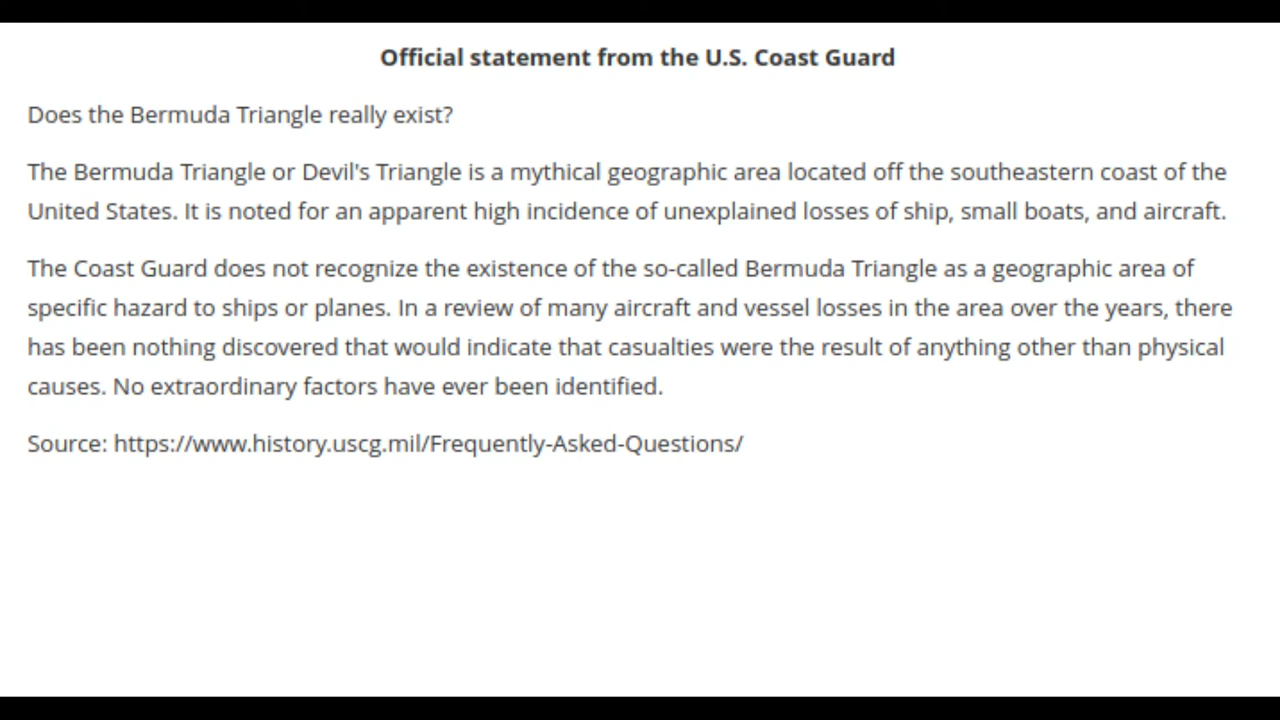 Official statement from the U.S. Coast Guard
Does the Bermuda Triangle really exist?
The Bermuda Triangle or Devil's Triangle is a mythical geographic area located off the southeastern coast of the
United States. It is noted for an apparent high incidence of unexplained losses of ship, small boats, and aircraft.
The Coast Guard does not recognize the existence of the so-called Bermuda Triangle as a geographic area of
specific hazard to ships or planes. In a review of many aircraft and vessel losses in the area over the years, there
has been nothing discovered that would indicate that casualties were the result of anything other than physical
causes. No extraordinary factors have ever been identified.
Source: https://www.history.uscg.mil/Frequently-Asked-Questions/